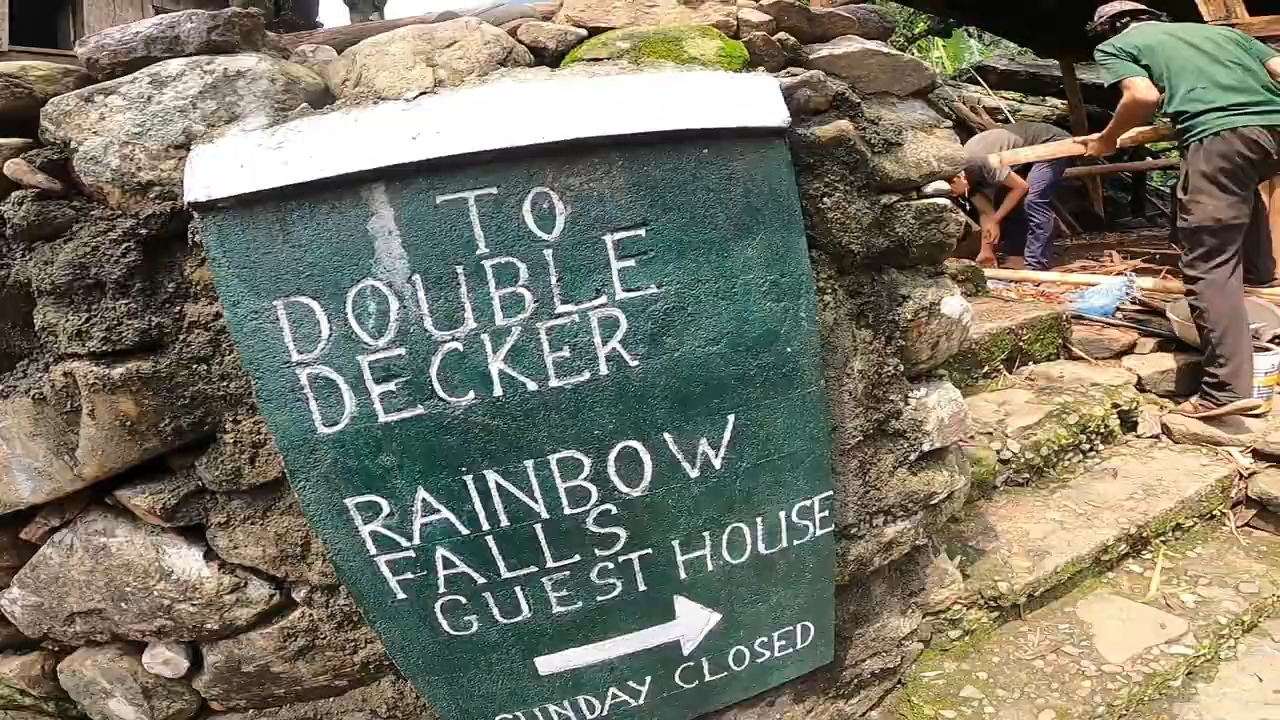 TO
DOUBLE
DECKER
RAINBOW
FALLS
GUEST HOUSE
SUNDAY CLOSED